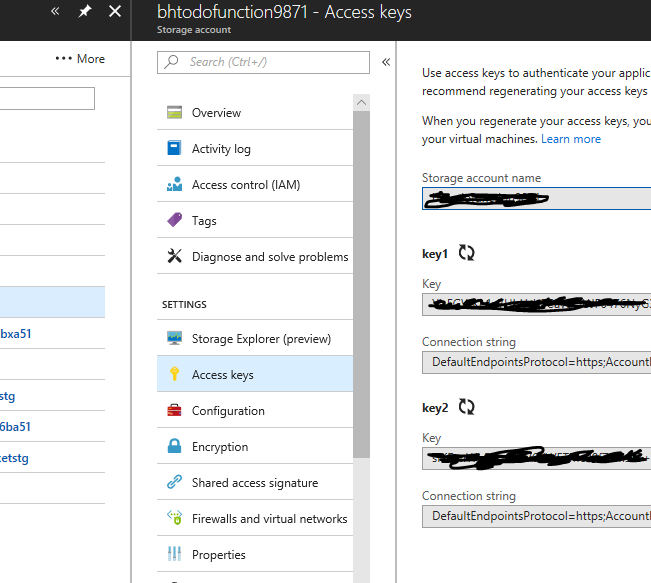 bhtodofunction9871 - Access keys
Storage account
More
Search (Ctrl+/)
Overview
Activity log
Access control (IAM)
Tags
Diagnose and solve problems
SETTINGS
Storage Explorer (preview)
Access keys
Configuration
Encryption
Shared access signature
Firewalls and virtual networks
Properties
bxa51
stg
6ba51
etstg
Use access keys to authenticate your applic
recommend regenerating your access keys
When you regenerate your access keys, you
your virtual machines. Learn more
Storage account name
key1
Key
Connection string
DefaultEndpointsProtocol=https;Account
key2
Key
Connection string
DefaultEndpointsProtocol=https;Account